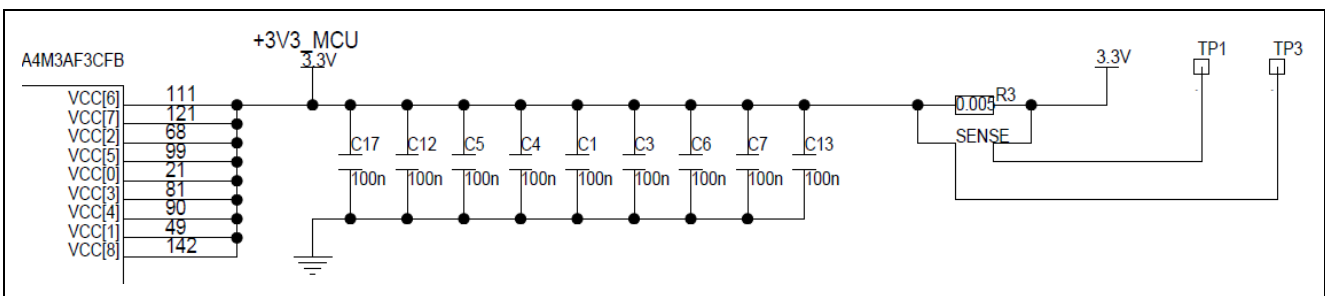 +3V3_MCU
3.3V
A4M3AF3CFB
3.3V
TP1
TP3
VCC[6] 111
VCC[7] 121
VCC[2] 68
VCC[5] 99
VCC[0] 21
VCC[3] 81
VCC[4] 90
VCC[1] 49
VCC[8] 142
0.005 R3
SENSE
C17 C12 C5 C4 C1 C3 C6 C7 C13
100n 100n 100n 100n 100n 100n 100n 100n 100n